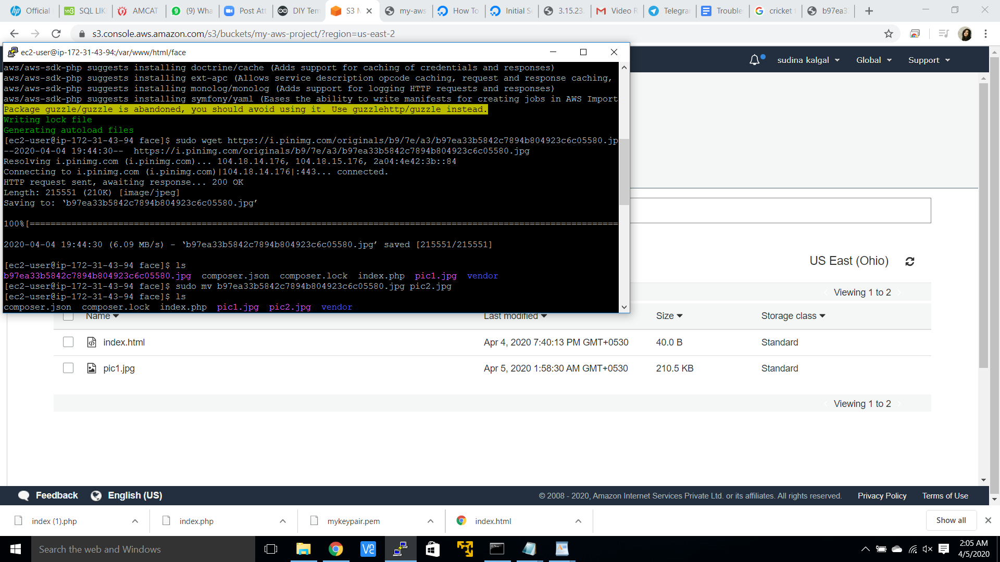 Official
SQL LIK
AMCAT
(9) Wha
Post Att
DIY Tem
S3 M
my-aws
How To
Initial S
3.15.23.
Video R
Telegra
Trouble
cricket
b97ea3
s3.console.aws.amazon.com/s3/buckets/my-aws-project/?region=us-east-2
ec2-user@ip-172-31-43-94:/var/www/html/face
sudina kalgal
Global
Support
aws/aws-sdk-php suggests installing doctrine/cache (Adds support for caching of credentials and responses)
aws/aws-sdk-php suggests installing ext-apc (Allows service description opcode caching, request and response caching,
aws/aws-sdk-php suggests installing monolog/monolog (Adds support for logging HTTP requests and responses)
aws/aws-sdk-php suggests installing symfony/yaml (Eases the ability to write manifests for creating jobs in AWS Import
Package guzzle/guzzle is abandoned, you should avoid using it. Use guzzlehttp/guzzle instead.
Writing lock file
Generating autoload files
[ec2-user@ip-172-31-43-94 face]$ sudo wget https://i.pinimg.com/originals/b9/7e/a3/b97ea33b5842c7894b804923c6c05580.jp
--2020-04-04 19:44:30--  https://i.pinimg.com/originals/b9/7e/a3/b97ea33b5842c7894b804923c6c05580.jpg
Resolving i.pinimg.com (i.pinimg.com)... 104.18.14.176, 104.18.15.176, 2a04:4e42:3b::84
Connecting to i.pinimg.com (i.pinimg.com)|104.18.14.176|:443... connected.
HTTP request sent, awaiting response... 200 OK
Length: 215551 (210K) [image/jpeg]
Saving to: ‘b97ea33b5842c7894b804923c6c05580.jpg’
100%[=================================================================================================================
2020-04-04 19:44:30 (6.09 MB/s) - ‘b97ea33b5842c7894b804923c6c05580.jpg’ saved [215551/215551]
[ec2-user@ip-172-31-43-94 face]$ ls
b97ea33b5842c7894b804923c6c05580.jpg  composer.json  composer.lock  index.php  pic1.jpg  vendor
[ec2-user@ip-172-31-43-94 face]$ sudo mv b97ea33b5842c7894b804923c6c05580.jpg pic2.jpg
[ec2-user@ip-172-31-43-94 face]$ ls
composer.json  composer.lock  index.php  pic1.jpg  pic2.jpg  vendor
US East (Ohio)
Viewing 1 to 2
Name
Last modified
Size
Storage class
index.html
Apr 4, 2020 7:40:13 PM GMT+0530
40.0 B
Standard
pic1.jpg
Apr 5, 2020 1:58:30 AM GMT+0530
210.5 KB
Standard
Viewing 1 to 2
Feedback
English (US)
© 2008 - 2020, Amazon Internet Services Private Ltd. or its affiliates. All rights reserved.
Privacy Policy
Terms of Use
index (1).php
index.php
mykeypair.pem
index.html
Show all
Search the web and Windows
2:05 AM
4/5/2020